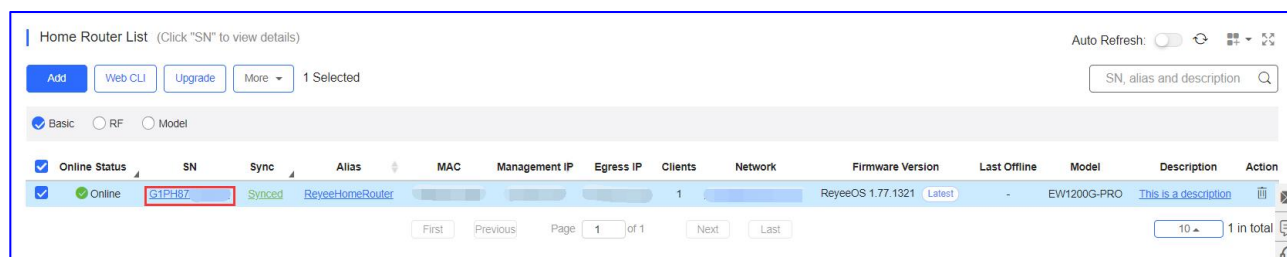 Home Router List (Click "SN" to view details) Auto Refresh:
Add Web CLI Upgrade More 1 Selected SN, alias and description
Basic RF Model
Online Status SN Sync Alias MAC Management IP Egress IP Clients Network Firmware Version Last Offline Model Description Action
Online G1PH87 Synced ReyeeHomeRouter 1 ReyeeOS 1.77.1321 Latest - EW1200G-PRO This is a description
First Previous Page 1 of 1 Next Last 10 1 in total